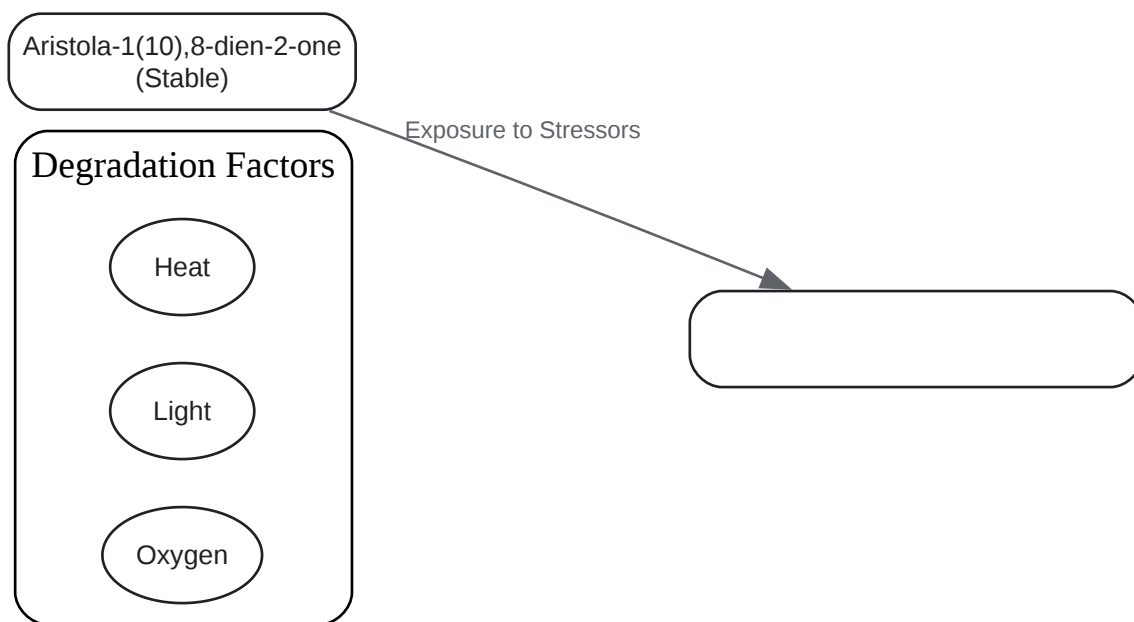 Aristola-1(10),8-dien-2-one
(Stable)
Exposure to Stressors
Degradation Factors
Heat
Light
Oxygen